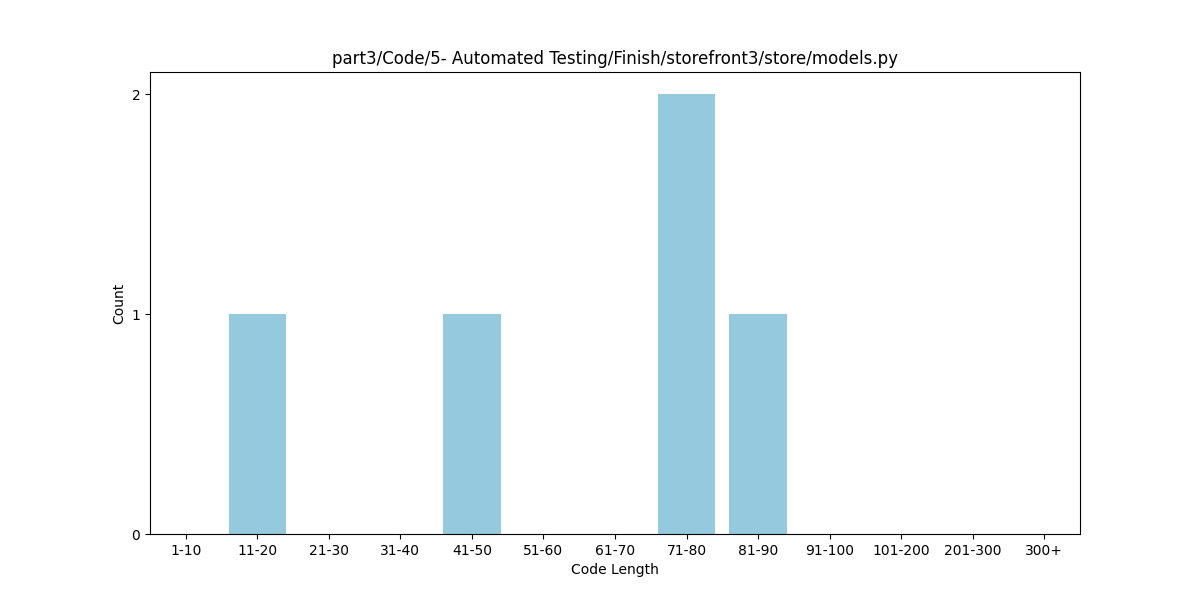 part3/Code/5- Automated Testing/Finish/storefront3/store/models.py
2
1
0
Count
1-10 11-20 21-30 31-40 41-50 51-60 61-70 71-80 81-90 91-100 101-200 201-300 300+
Code Length